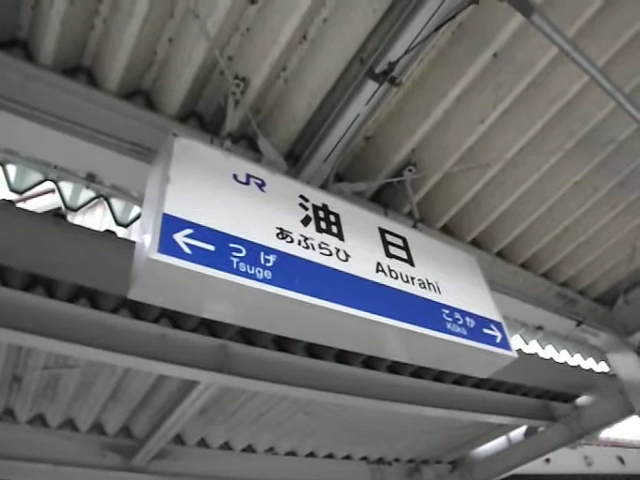 JR
油日
あぶらひ
Aburahi
← つげ
Tsuge
こうか →
Kōka